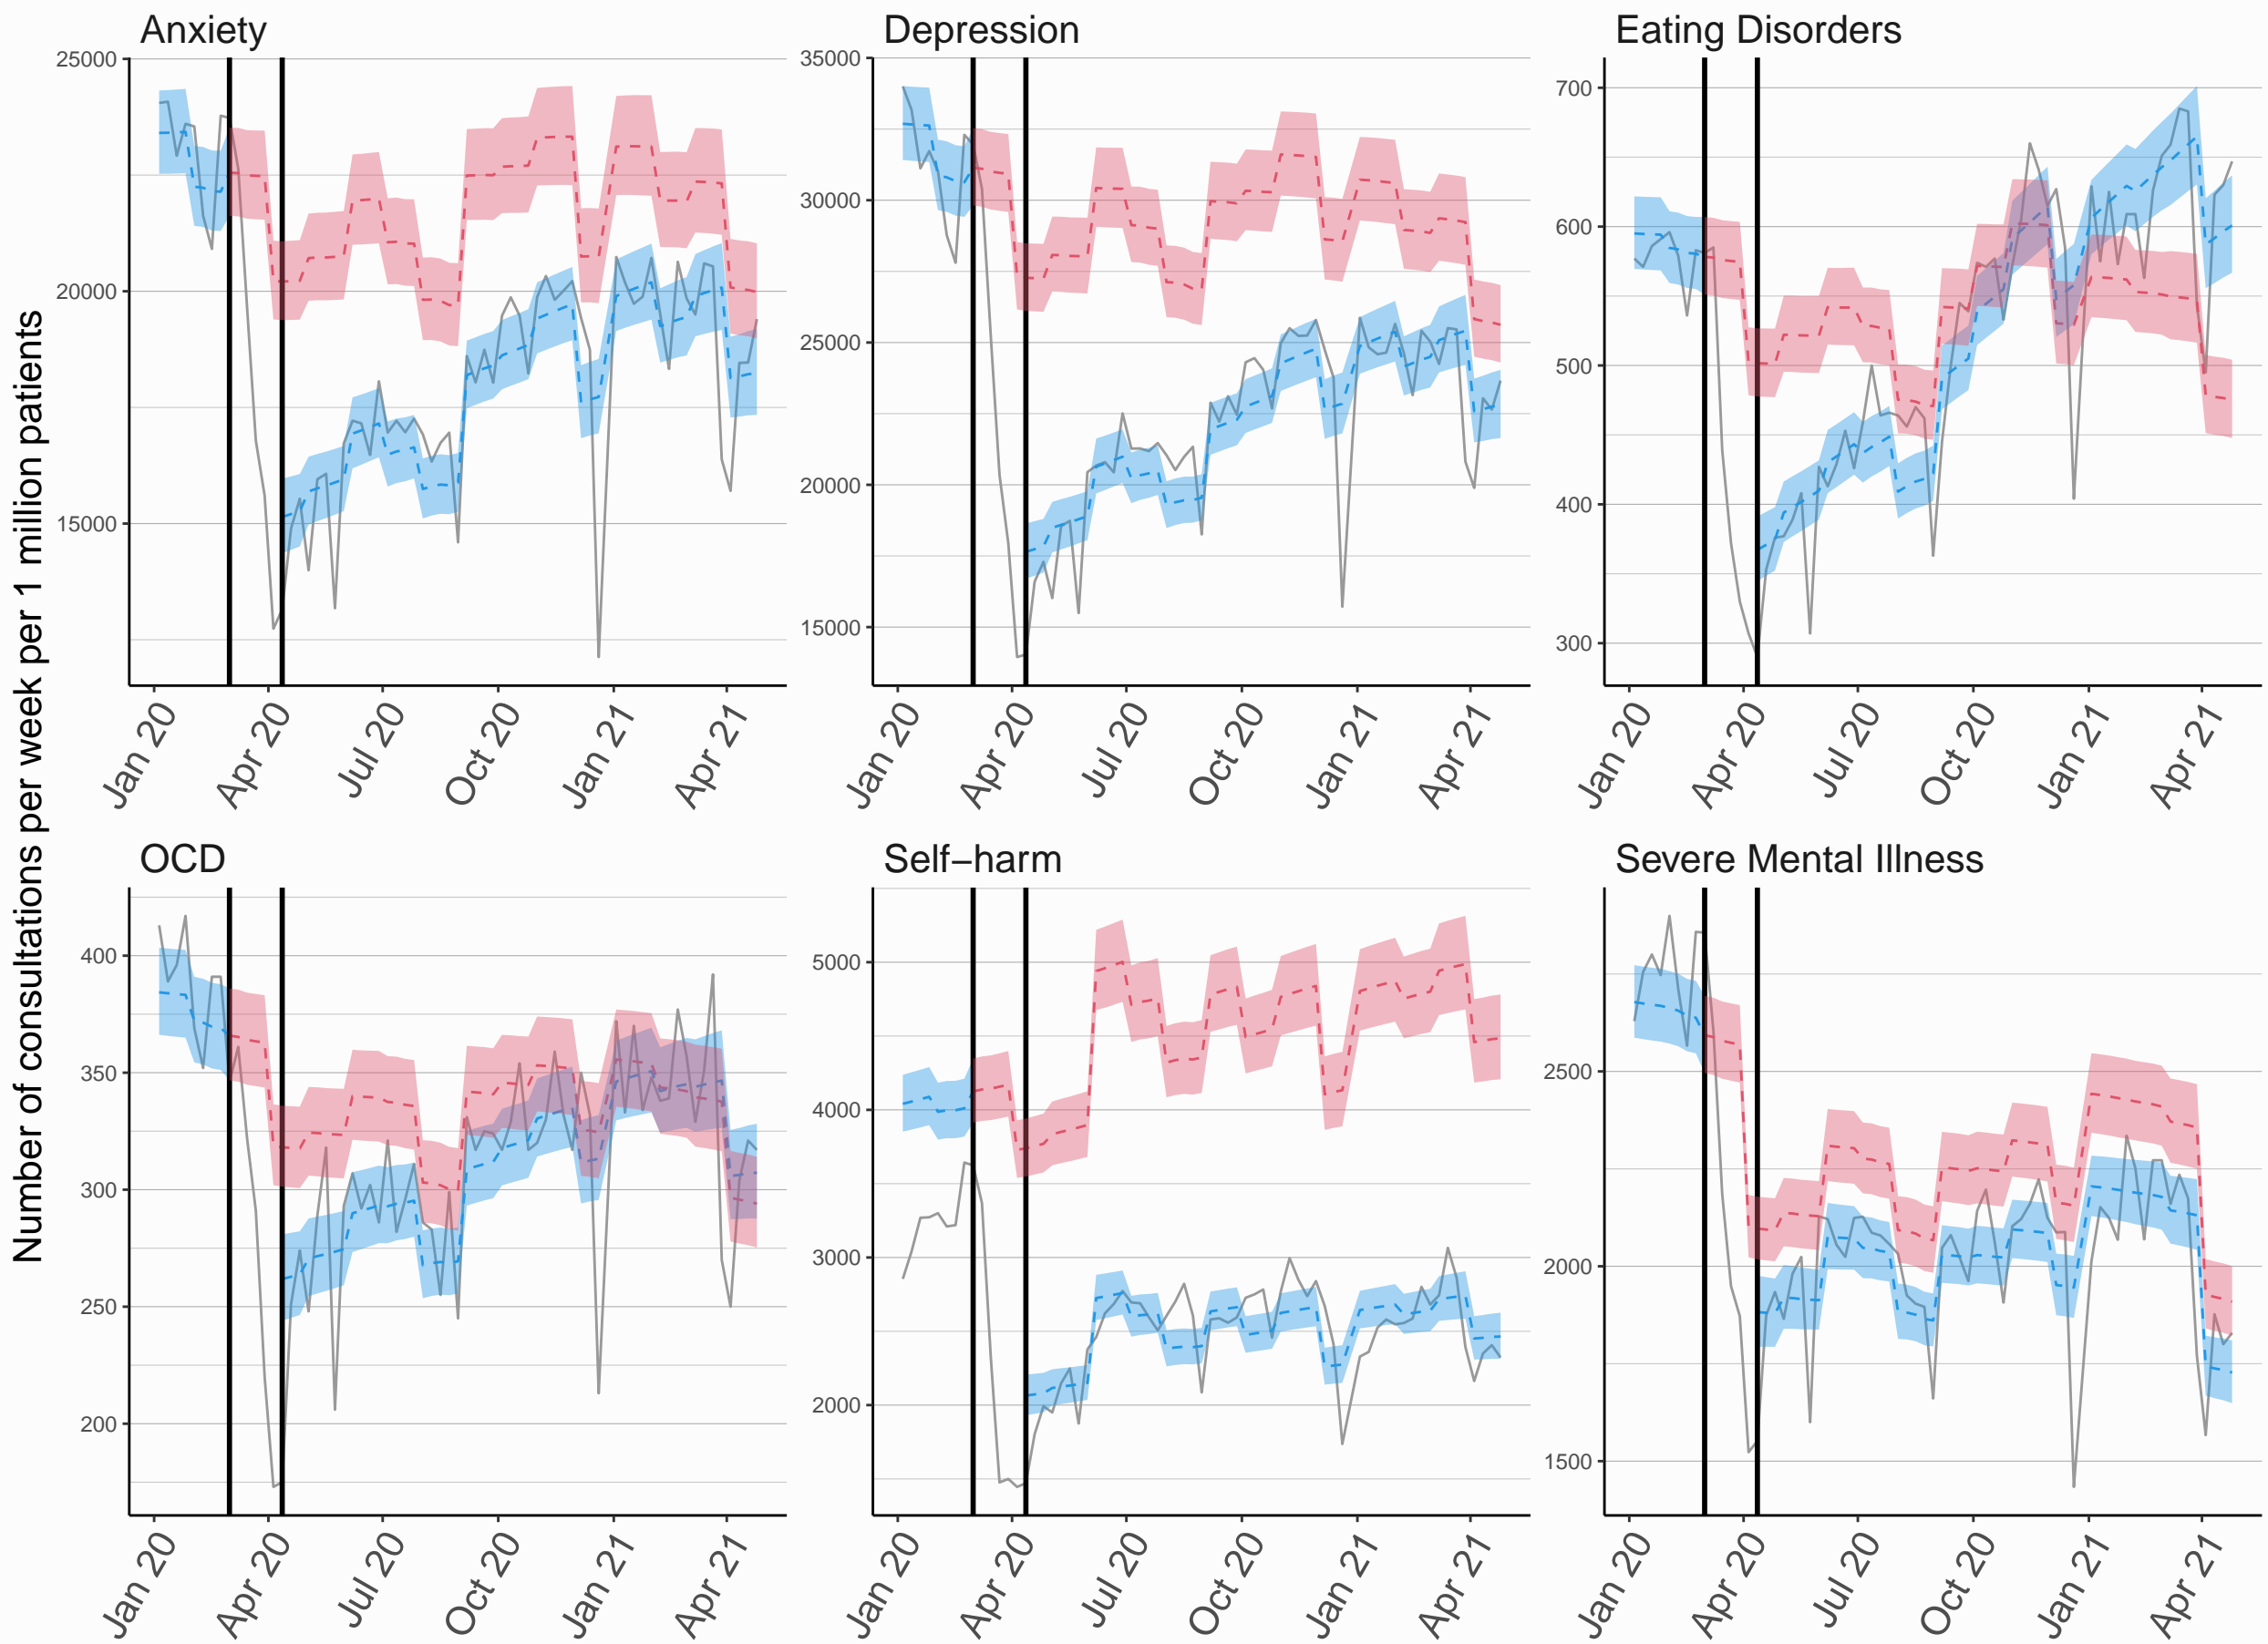 Number of consultations per week per 1 million patients
Anxiety
25000
20000
15000
Jan 20
Apr 20
Jul 20
Oct 20
Jan 21
Apr 21
Depression
35000
30000
25000
20000
15000
Jan 20
Apr 20
Jul 20
Oct 20
Jan 21
Apr 21
Eating Disorders
700
600
500
400
300
Jan 20
Apr 20
Jul 20
Oct 20
Jan 21
Apr 21
OCD
400
350
300
250
200
Jan 20
Apr 20
Jul 20
Oct 20
Jan 21
Apr 21
Self−harm
5000
4000
3000
2000
Jan 20
Apr 20
Jul 20
Oct 20
Jan 21
Apr 21
Severe Mental Illness
2500
2000
1500
Jan 20
Apr 20
Jul 20
Oct 20
Jan 21
Apr 21